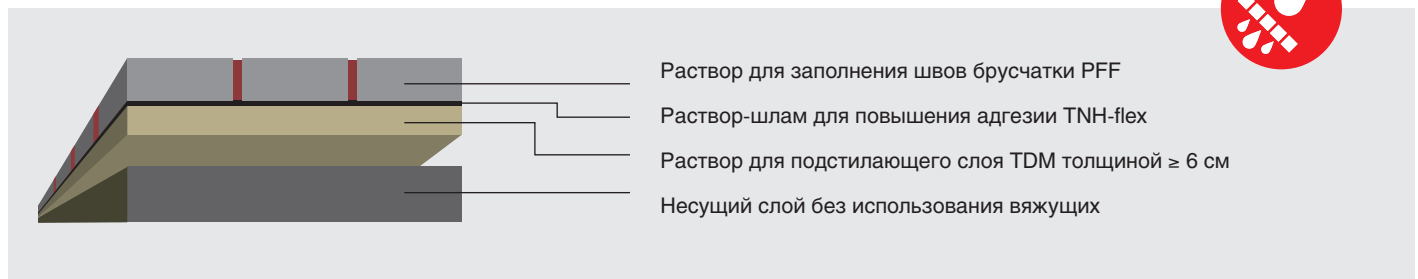 Раствор для заполнения швов брусчатки PFF
Раствор-шлам для повышения адгезии TNH-flex
Раствор для подстилающего слоя TDM толщиной ≥ 6 см
Несущий слой без использования вяжущих